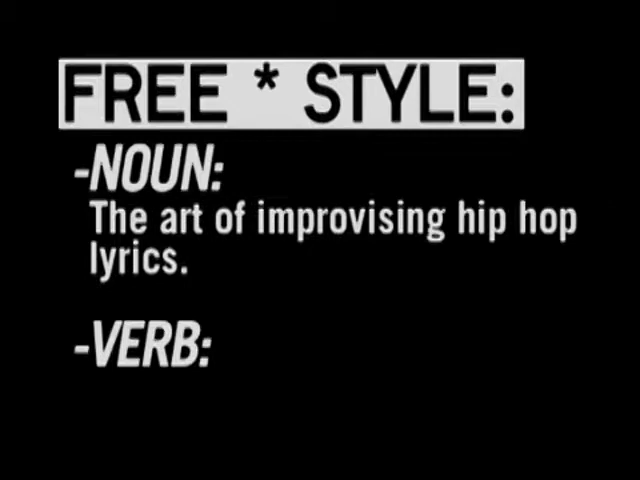 FREE * STYLE:
-NOUN:
The art of improvising hip hop
lyrics.
-VERB: